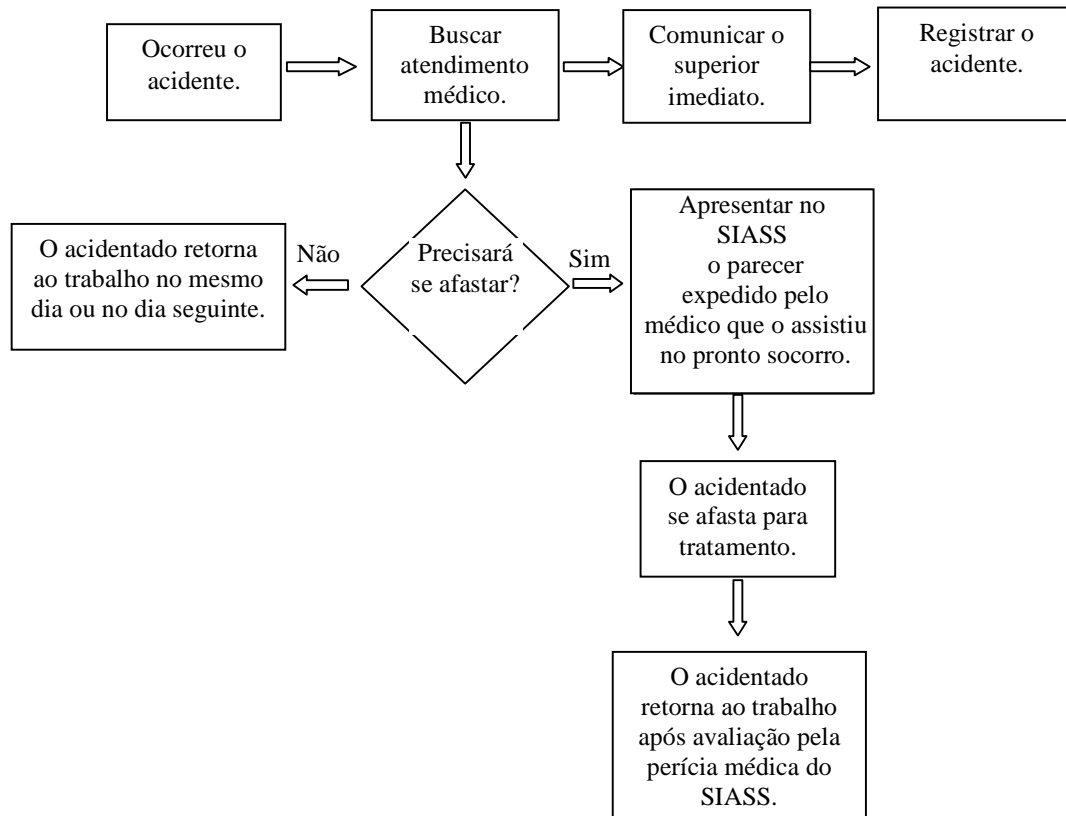 Ocorreu o
acidente.
Buscar
atendimento
médico.
Comunicar o
superior
imediato.
Registrar o
acidente.
O acidentado retorna
ao trabalho no mesmo
dia ou no dia seguinte.
Não
Precisará
se afastar?
Sim
Apresentar no
SIASS
o parecer
expedido pelo
médico que o assistiu
no pronto socorro.
O acidentado
se afasta para
tratamento.
O acidentado
retorna ao trabalho
após avaliação pela
perícia médica do
SIASS.